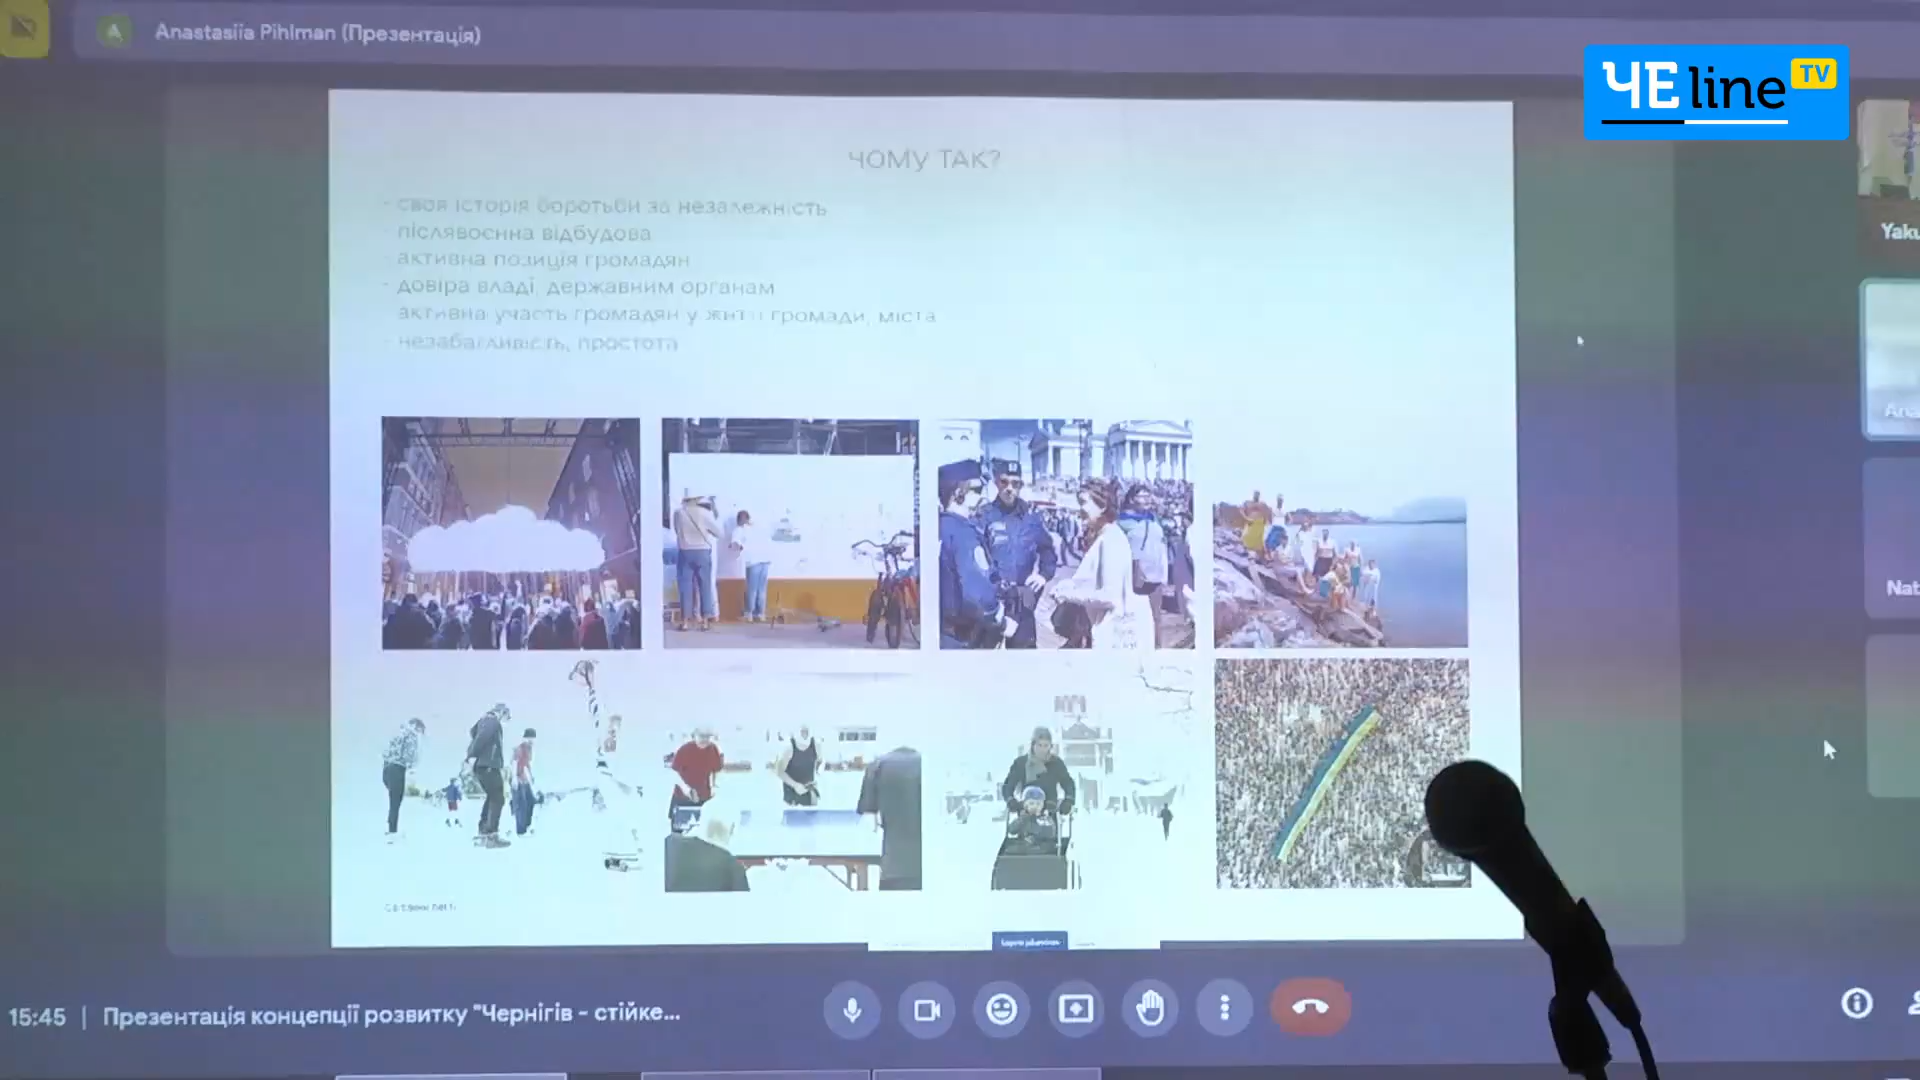 Anastasiia Pihlman (Презентація)
ЧЕ line TV
ЧОМУ ТАК?
- своя історія боротьби за незалежність
- післявоєнна відбудова
- активна позиція громадян
- довіра владі, державним органам
- активна участь громадян у житті громади, міста
- незабагливість, простота
Yaku
Ana
Nat
15:45 | Презентація концепції розвитку "Чернігів - стійке...